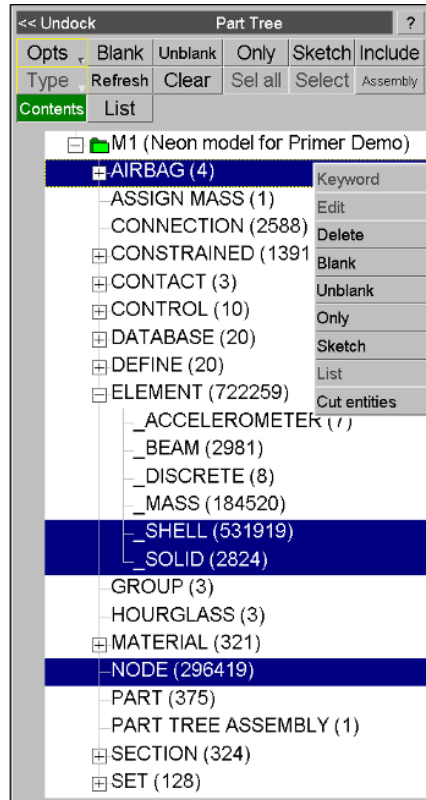 << Undock Part Tree ?
Opts Blank Unblank Only Sketch Include
Type Refresh Clear Sel all Select Assembly
Contents List
M1 (Neon model for Primer Demo)
AIRBAG (4)
ASSIGN MASS (1)
CONNECTION (2588)
CONSTRAINED (1391
CONTACT (3)
CONTROL (10)
DATABASE (20)
DEFINE (20)
ELEMENT (722259)
_ACCELEROMETER (7)
_BEAM (2981)
_DISCRETE (8)
_MASS (184520)
_SHELL (531919)
_SOLID (2824)
GROUP (3)
HOURGLASS (3)
MATERIAL (321)
NODE (296419)
PART (375)
PART TREE ASSEMBLY (1)
SECTION (324)
SET (128)
Keyword
Edit
Delete
Blank
Unblank
Only
Sketch
List
Cut entities